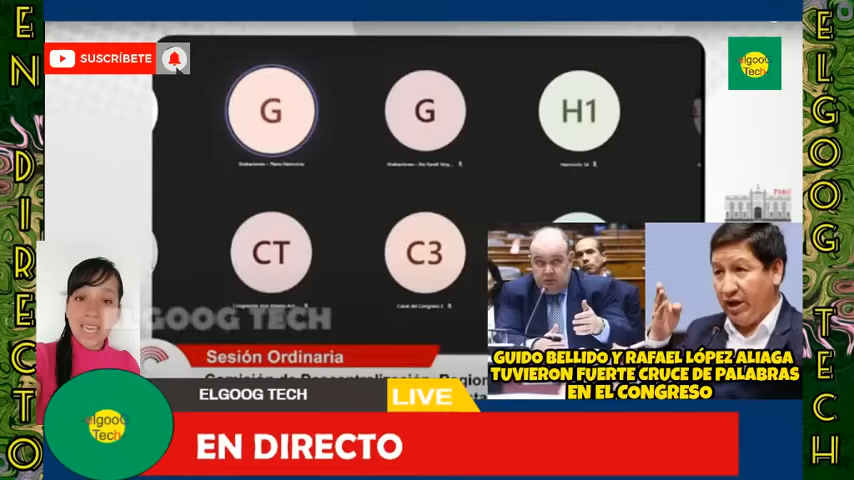 EN DIRECTO
SUSCRÍBETE
elgooG
Tech
ELGOOG TECH
G
G
H1
CT
C3
ELGOOG TECH
Sesión Ordinaria
GUIDO BELLIDO Y RAFAEL LÓPEZ ALIAGA
TUVIERON FUERTE CRUCE DE PALABRAS
EN EL CONGRESO
ELGOOG TECH
LIVE
elgooG
Tech
EN DIRECTO